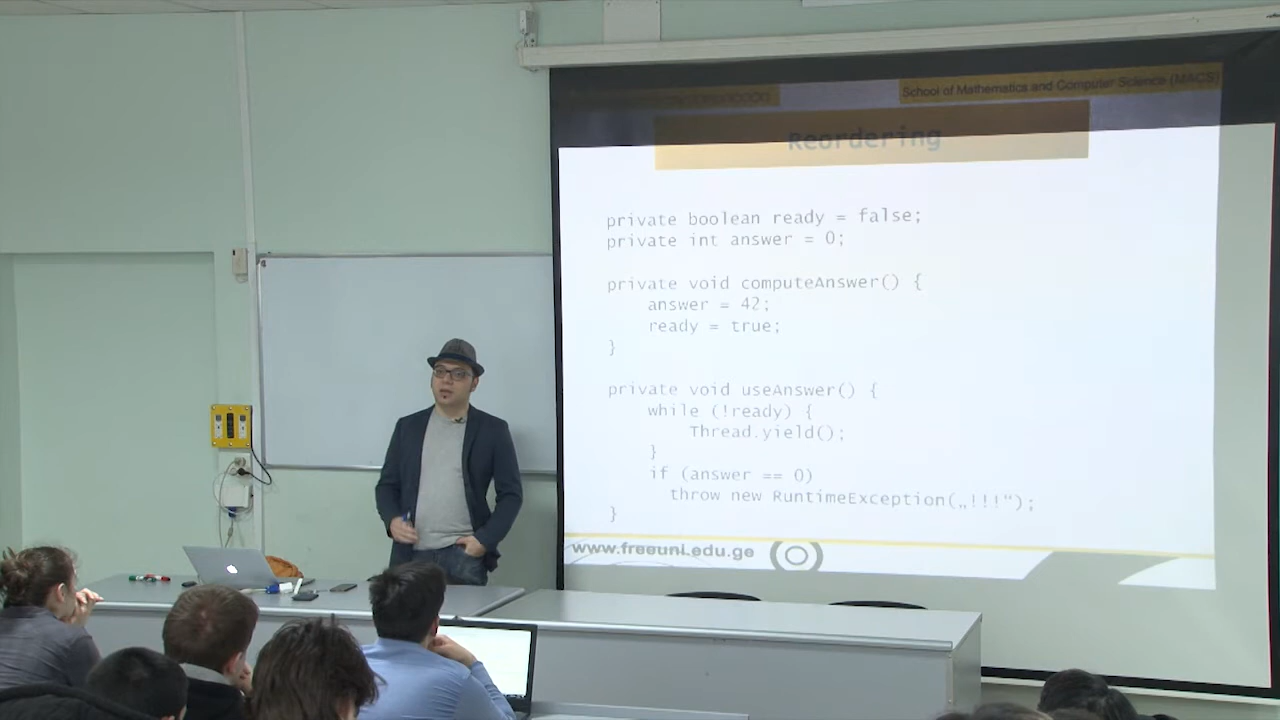 School of Mathematics and Computer Science (MACS)
Reordering
private boolean ready = false;
private int answer = 0;
private void computeAnswer() {
answer = 42;
ready = true;
}
private void useAnswer() {
while (!ready) {
Thread.yield();
}
if (answer == 0)
throw new RuntimeException(„!!!“);
}
www.freeuni.edu.ge